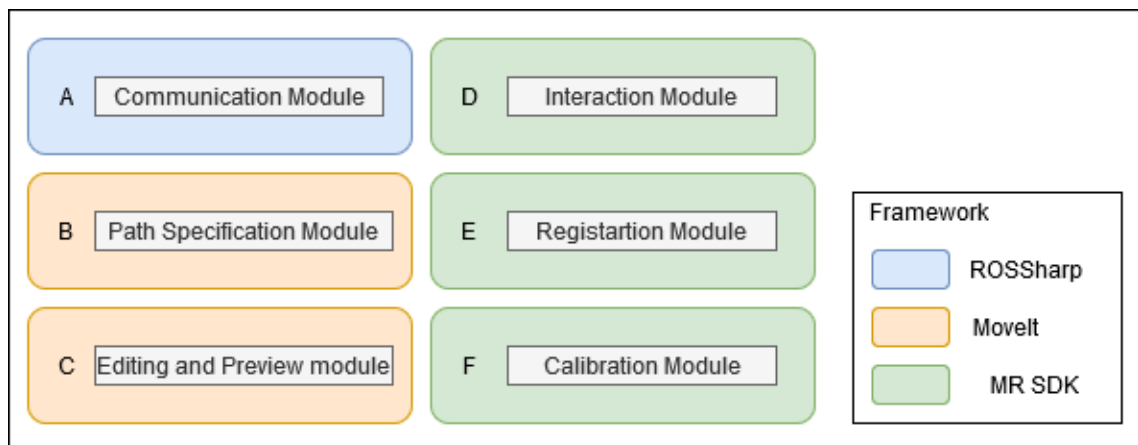 A Communication Module
D Interaction Module
B Path Specification Module
E Registartion Module
C Editing and Preview module
F Calibration Module
Framework
ROSSharp
MoveIt
MR SDK